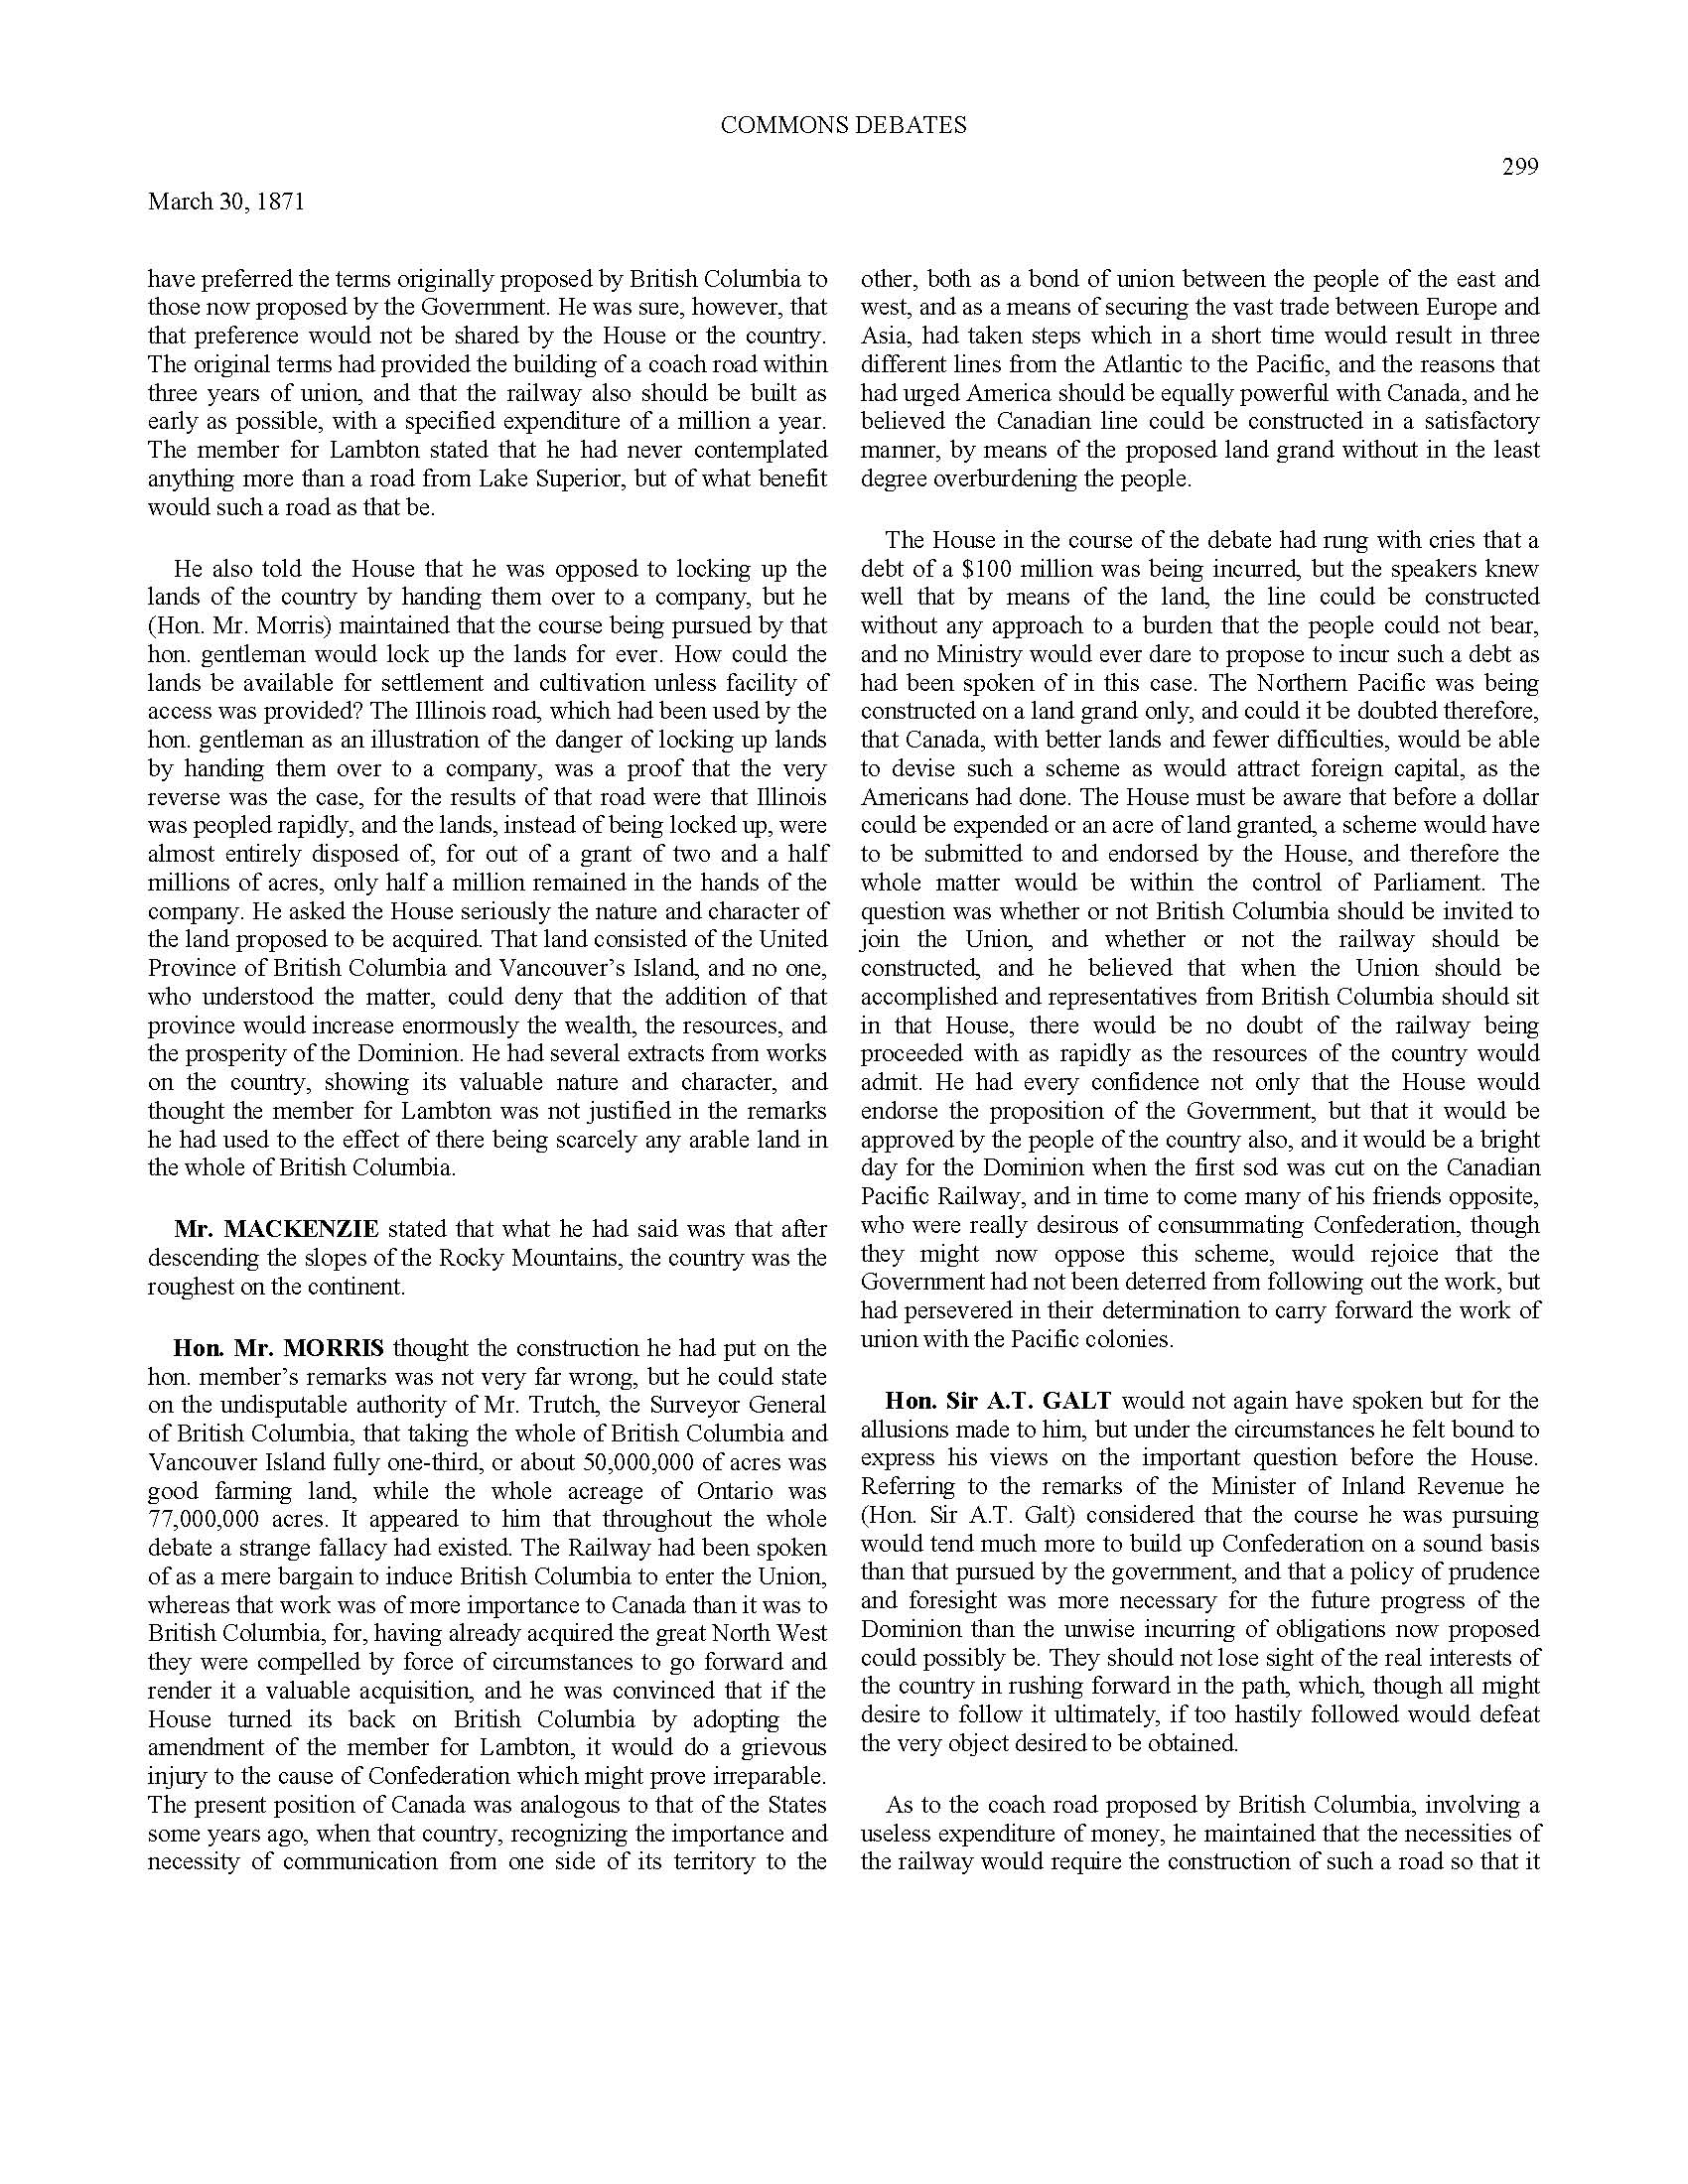 COMMONS DEBATES
299
March 30, 1871
have preferred the terms originally proposed by British Columbia to
those now proposed by the Government. He was sure, however, that
that preference would not be shared by the House or the country.
The original terms had provided the building of a coach road within
three years of union, and that the railway also should be built as
early as possible, with a specified expenditure of a million a year.
The member for Lambton stated that he had never contemplated
anything more than a road from Lake Superior, but of what benefit
would such a road as that be.
He also told the House that he was opposed to locking up the
lands of the country by handing them over to a company, but he
(Hon. Mr. Morris) maintained that the course being pursued by that
hon. gentleman would lock up the lands for ever. How could the
lands be available for settlement and cultivation unless facility of
access was provided? The Illinois road, which had been used by the
hon. gentleman as an illustration of the danger of locking up lands
by handing them over to a company, was a proof that the very
reverse was the case, for the results of that road were that Illinois
was peopled rapidly, and the lands, instead of being locked up, were
almost entirely disposed of, for out of a grant of two and a half
millions of acres, only half a million remained in the hands of the
company. He asked the House seriously the nature and character of
the land proposed to be acquired. That land consisted of the United
Province of British Columbia and Vancouver’s Island, and no one,
who understood the matter, could deny that the addition of that
province would increase enormously the wealth, the resources, and
the prosperity of the Dominion. He had several extracts from works
on the country, showing its valuable nature and character, and
thought the member for Lambton was not justified in the remarks
he had used to the effect of there being scarcely any arable land in
the whole of British Columbia.
Mr. MACKENZIE stated that what he had said was that after
descending the slopes of the Rocky Mountains, the country was the
roughest on the continent.
Hon. Mr. MORRIS thought the construction he had put on the
hon. member’s remarks was not very far wrong, but he could state
on the undisputable authority of Mr. Trutch, the Surveyor General
of British Columbia, that taking the whole of British Columbia and
Vancouver Island fully one-third, or about 50,000,000 of acres was
good farming land, while the whole acreage of Ontario was
77,000,000 acres. It appeared to him that throughout the whole
debate a strange fallacy had existed. The Railway had been spoken
of as a mere bargain to induce British Columbia to enter the Union,
whereas that work was of more importance to Canada than it was to
British Columbia, for, having already acquired the great North West
they were compelled by force of circumstances to go forward and
render it a valuable acquisition, and he was convinced that if the
House turned its back on British Columbia by adopting the
amendment of the member for Lambton, it would do a grievous
injury to the cause of Confederation which might prove irreparable.
The present position of Canada was analogous to that of the States
some years ago, when that country, recognizing the importance and
necessity of communication from one side of its territory to the
other, both as a bond of union between the people of the east and
west, and as a means of securing the vast trade between Europe and
Asia, had taken steps which in a short time would result in three
different lines from the Atlantic to the Pacific, and the reasons that
had urged America should be equally powerful with Canada, and he
believed the Canadian line could be constructed in a satisfactory
manner, by means of the proposed land grand without in the least
degree overburdening the people.
The House in the course of the debate had rung with cries that a
debt of a $100 million was being incurred, but the speakers knew
well that by means of the land, the line could be constructed
without any approach to a burden that the people could not bear,
and no Ministry would ever dare to propose to incur such a debt as
had been spoken of in this case. The Northern Pacific was being
constructed on a land grand only, and could it be doubted therefore,
that Canada, with better lands and fewer difficulties, would be able
to devise such a scheme as would attract foreign capital, as the
Americans had done. The House must be aware that before a dollar
could be expended or an acre of land granted, a scheme would have
to be submitted to and endorsed by the House, and therefore the
whole matter would be within the control of Parliament. The
question was whether or not British Columbia should be invited to
join the Union, and whether or not the railway should be
constructed, and he believed that when the Union should be
accomplished and representatives from British Columbia should sit
in that House, there would be no doubt of the railway being
proceeded with as rapidly as the resources of the country would
admit. He had every confidence not only that the House would
endorse the proposition of the Government, but that it would be
approved by the people of the country also, and it would be a bright
day for the Dominion when the first sod was cut on the Canadian
Pacific Railway, and in time to come many of his friends opposite,
who were really desirous of consummating Confederation, though
they might now oppose this scheme, would rejoice that the
Government had not been deterred from following out the work, but
had persevered in their determination to carry forward the work of
union with the Pacific colonies.
Hon. Sir A.T. GALT would not again have spoken but for the
allusions made to him, but under the circumstances he felt bound to
express his views on the important question before the House.
Referring to the remarks of the Minister of Inland Revenue he
(Hon. Sir A.T. Galt) considered that the course he was pursuing
would tend much more to build up Confederation on a sound basis
than that pursued by the government, and that a policy of prudence
and foresight was more necessary for the future progress of the
Dominion than the unwise incurring of obligations now proposed
could possibly be. They should not lose sight of the real interests of
the country in rushing forward in the path, which, though all might
desire to follow it ultimately, if too hastily followed would defeat
the very object desired to be obtained.
As to the coach road proposed by British Columbia, involving a
useless expenditure of money, he maintained that the necessities of
the railway would require the construction of such a road so that it